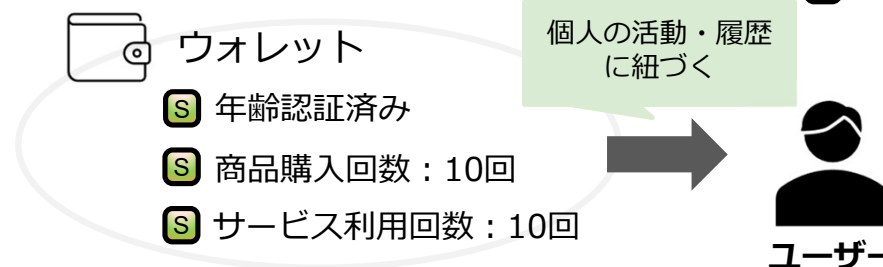 ウォレット
S 年齢認証済み
S 商品購入回数：10回
S サービス利用回数：10回
個人の活動・履歴
に紐づく
ユーザー